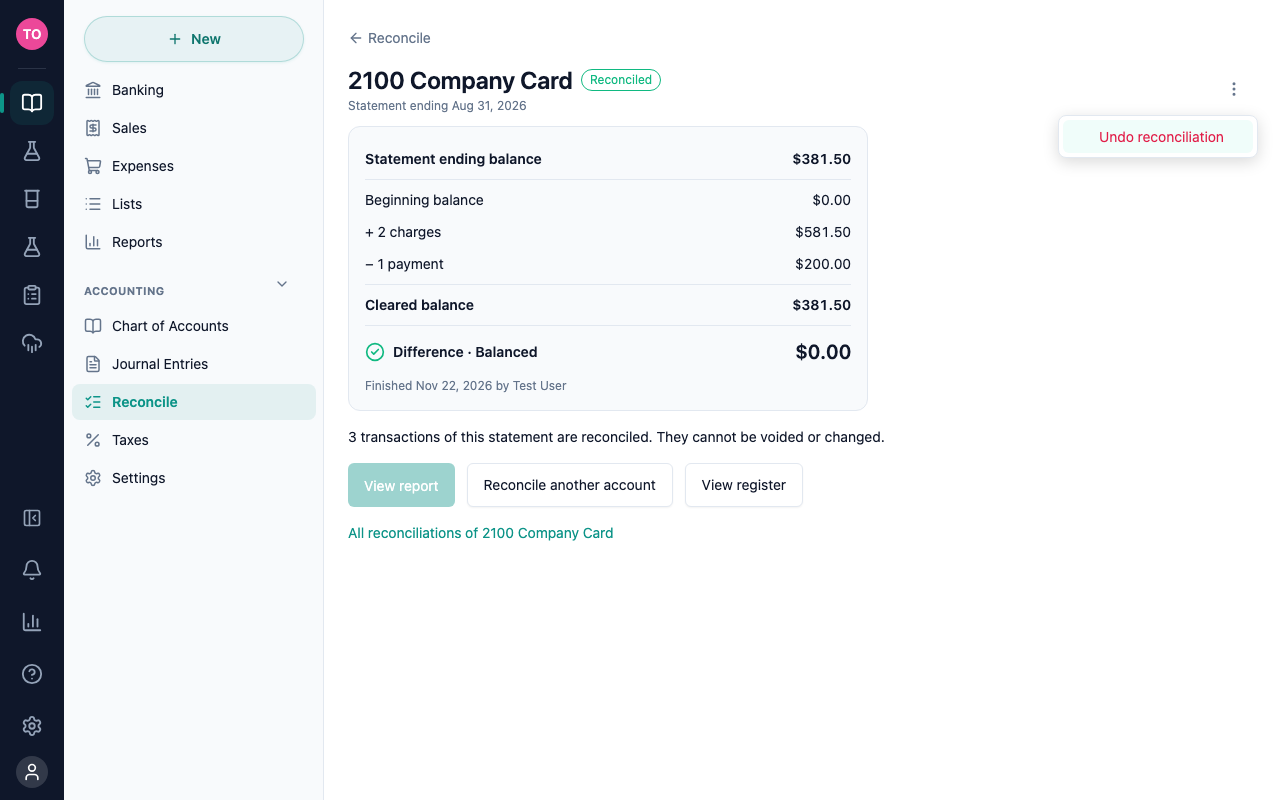 TO
New
Banking
Sales
Expenses
Lists
Reports
ACCOUNTING
Chart of Accounts
Journal Entries
Reconcile
Taxes
Settings
Reconcile
2100 Company Card Reconciled
Statement ending Aug 31, 2026
Undo reconciliation
Statement ending balance $381.50
Beginning balance $0.00
+ 2 charges $581.50
− 1 payment $200.00
Cleared balance $381.50
Difference · Balanced $0.00
Finished Nov 22, 2026 by Test User
3 transactions of this statement are reconciled. They cannot be voided or changed.
View report Reconcile another account View register
All reconciliations of 2100 Company Card